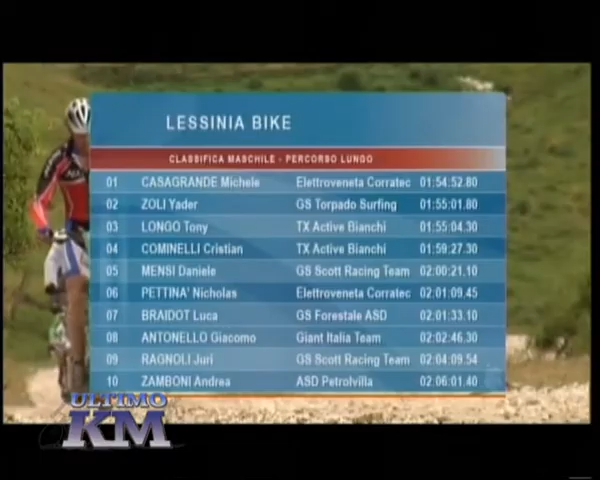 LESSINIA BIKE
CLASSIFICA MASCHILE - PERCORSO LUNGO
01 CASAGRANDE Michele Elettroveneta Corratec 01:54:52.80
02 ZOLI Yader GS Torpado Surfing 01:55:01.80
03 LONGO Tony TX Active Bianchi 01:55:04.30
04 COMINELLI Cristian TX Active Bianchi 01:59:27.30
05 MENSI Daniele GS Scott Racing Team 02:00:21.10
06 PETTINA' Nicholas Elettroveneta Corratec 02:01:09.45
07 BRAIDOT Luca GS Forestale ASD 02:01:33.10
08 ANTONELLO Giacomo Giant Italia Team 02:02:46.30
09 RAGNOLI Juri GS Scott Racing Team 02:04:09.54
10 ZAMBONI Andrea ASD Petrolvilla 02:06:01.40
ULTIMO
KM